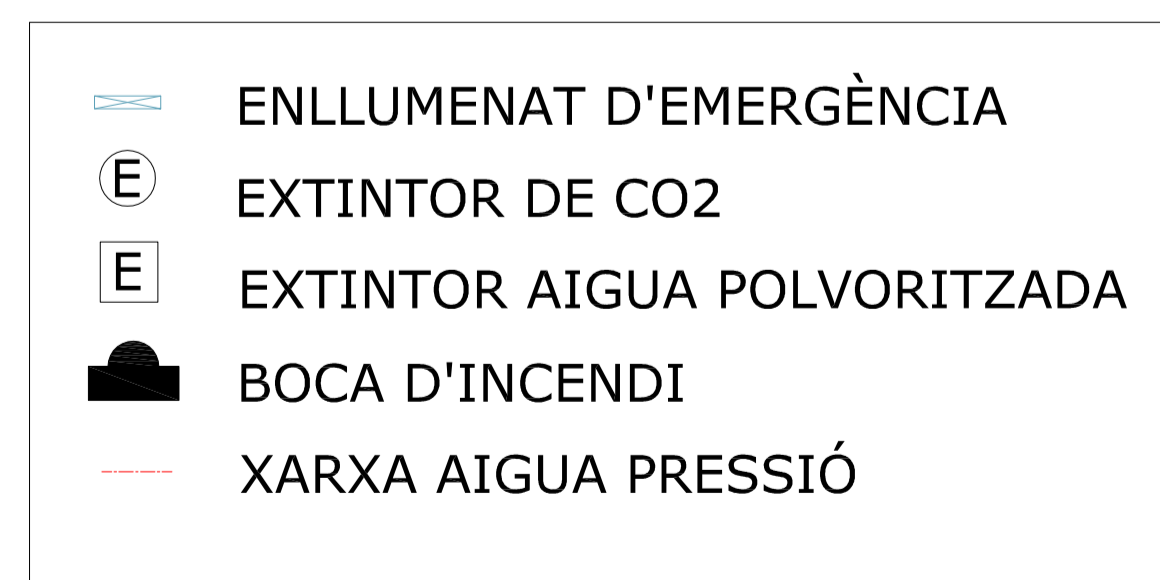 ENLLUMENAT D'EMERGÈNCIA
E EXTINTOR DE CO2
E EXTINTOR AIGUA POLVORITZADA
BOCA D'INCENDI
XARXA AIGUA PRESSIÓ